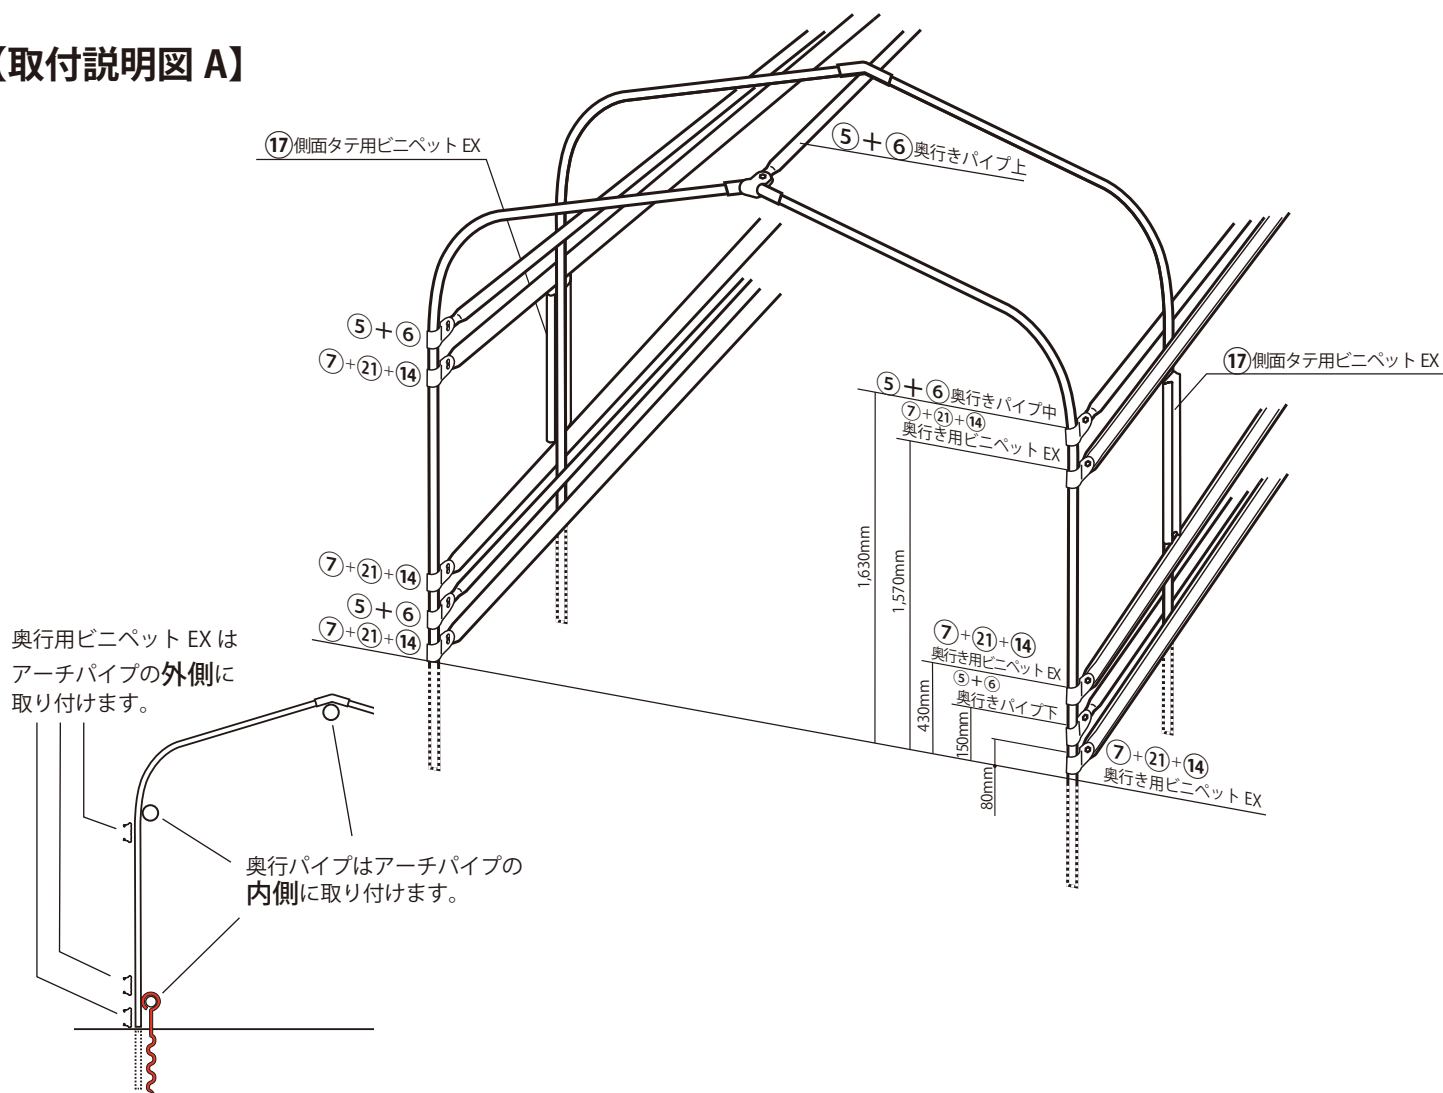 【取付説明図 A】
⑰側面タテ用ビニペット EX
⑤+⑥奥行きパイプ上
⑤+⑥
⑦+㉑+⑭
⑰側面タテ用ビニペット EX
⑤+⑥奥行きパイプ中
⑦+㉑+⑭
奥行き用ビニペット EX
1,630mm
1,570mm
⑦+㉑+⑭
⑤+⑥
⑦+㉑+⑭
⑦+㉑+⑭
奥行き用ビニペット EX
⑤+⑥
奥行きパイプ下
430mm
150mm
80mm
⑦+㉑+⑭
奥行き用ビニペット EX
奥行用ビニペット EX は
アーチパイプの外側に
取り付けます。
奥行パイプはアーチパイプの
内側に取り付けます。